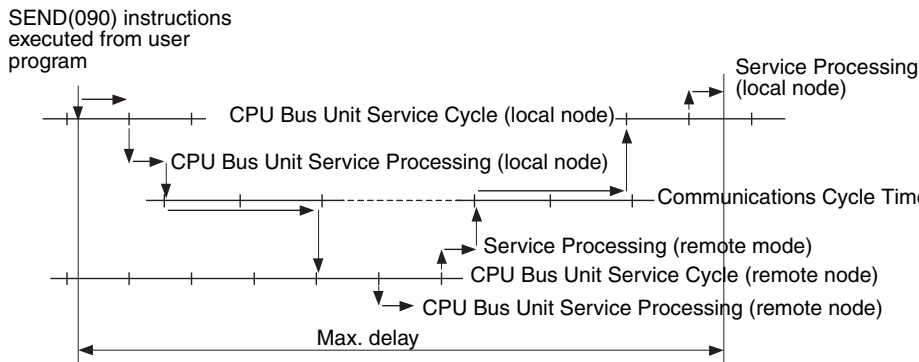 SEND(090) instructions
executed from user
program
Service Processing
(local node)
CPU Bus Unit Service Cycle (local node)
CPU Bus Unit Service Processing (local node)
Communications Cycle Time
Service Processing (remote mode)
CPU Bus Unit Service Cycle (remote node)
CPU Bus Unit Service Processing (remote node)
Max. delay